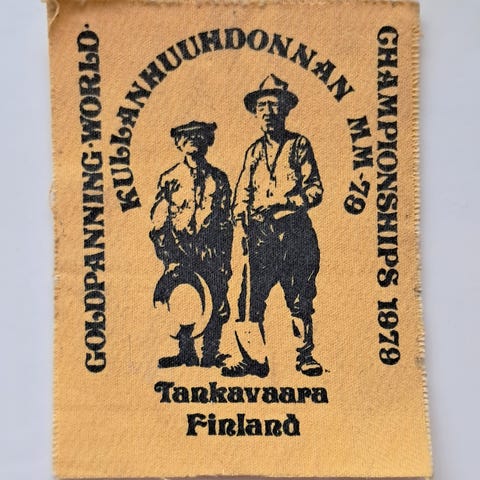 GOLDPANNING·WORLD·
KULLANHUUHDONNAN M.M-79
CHAMPIONSHIPS 1979
Tankavaara
Finland